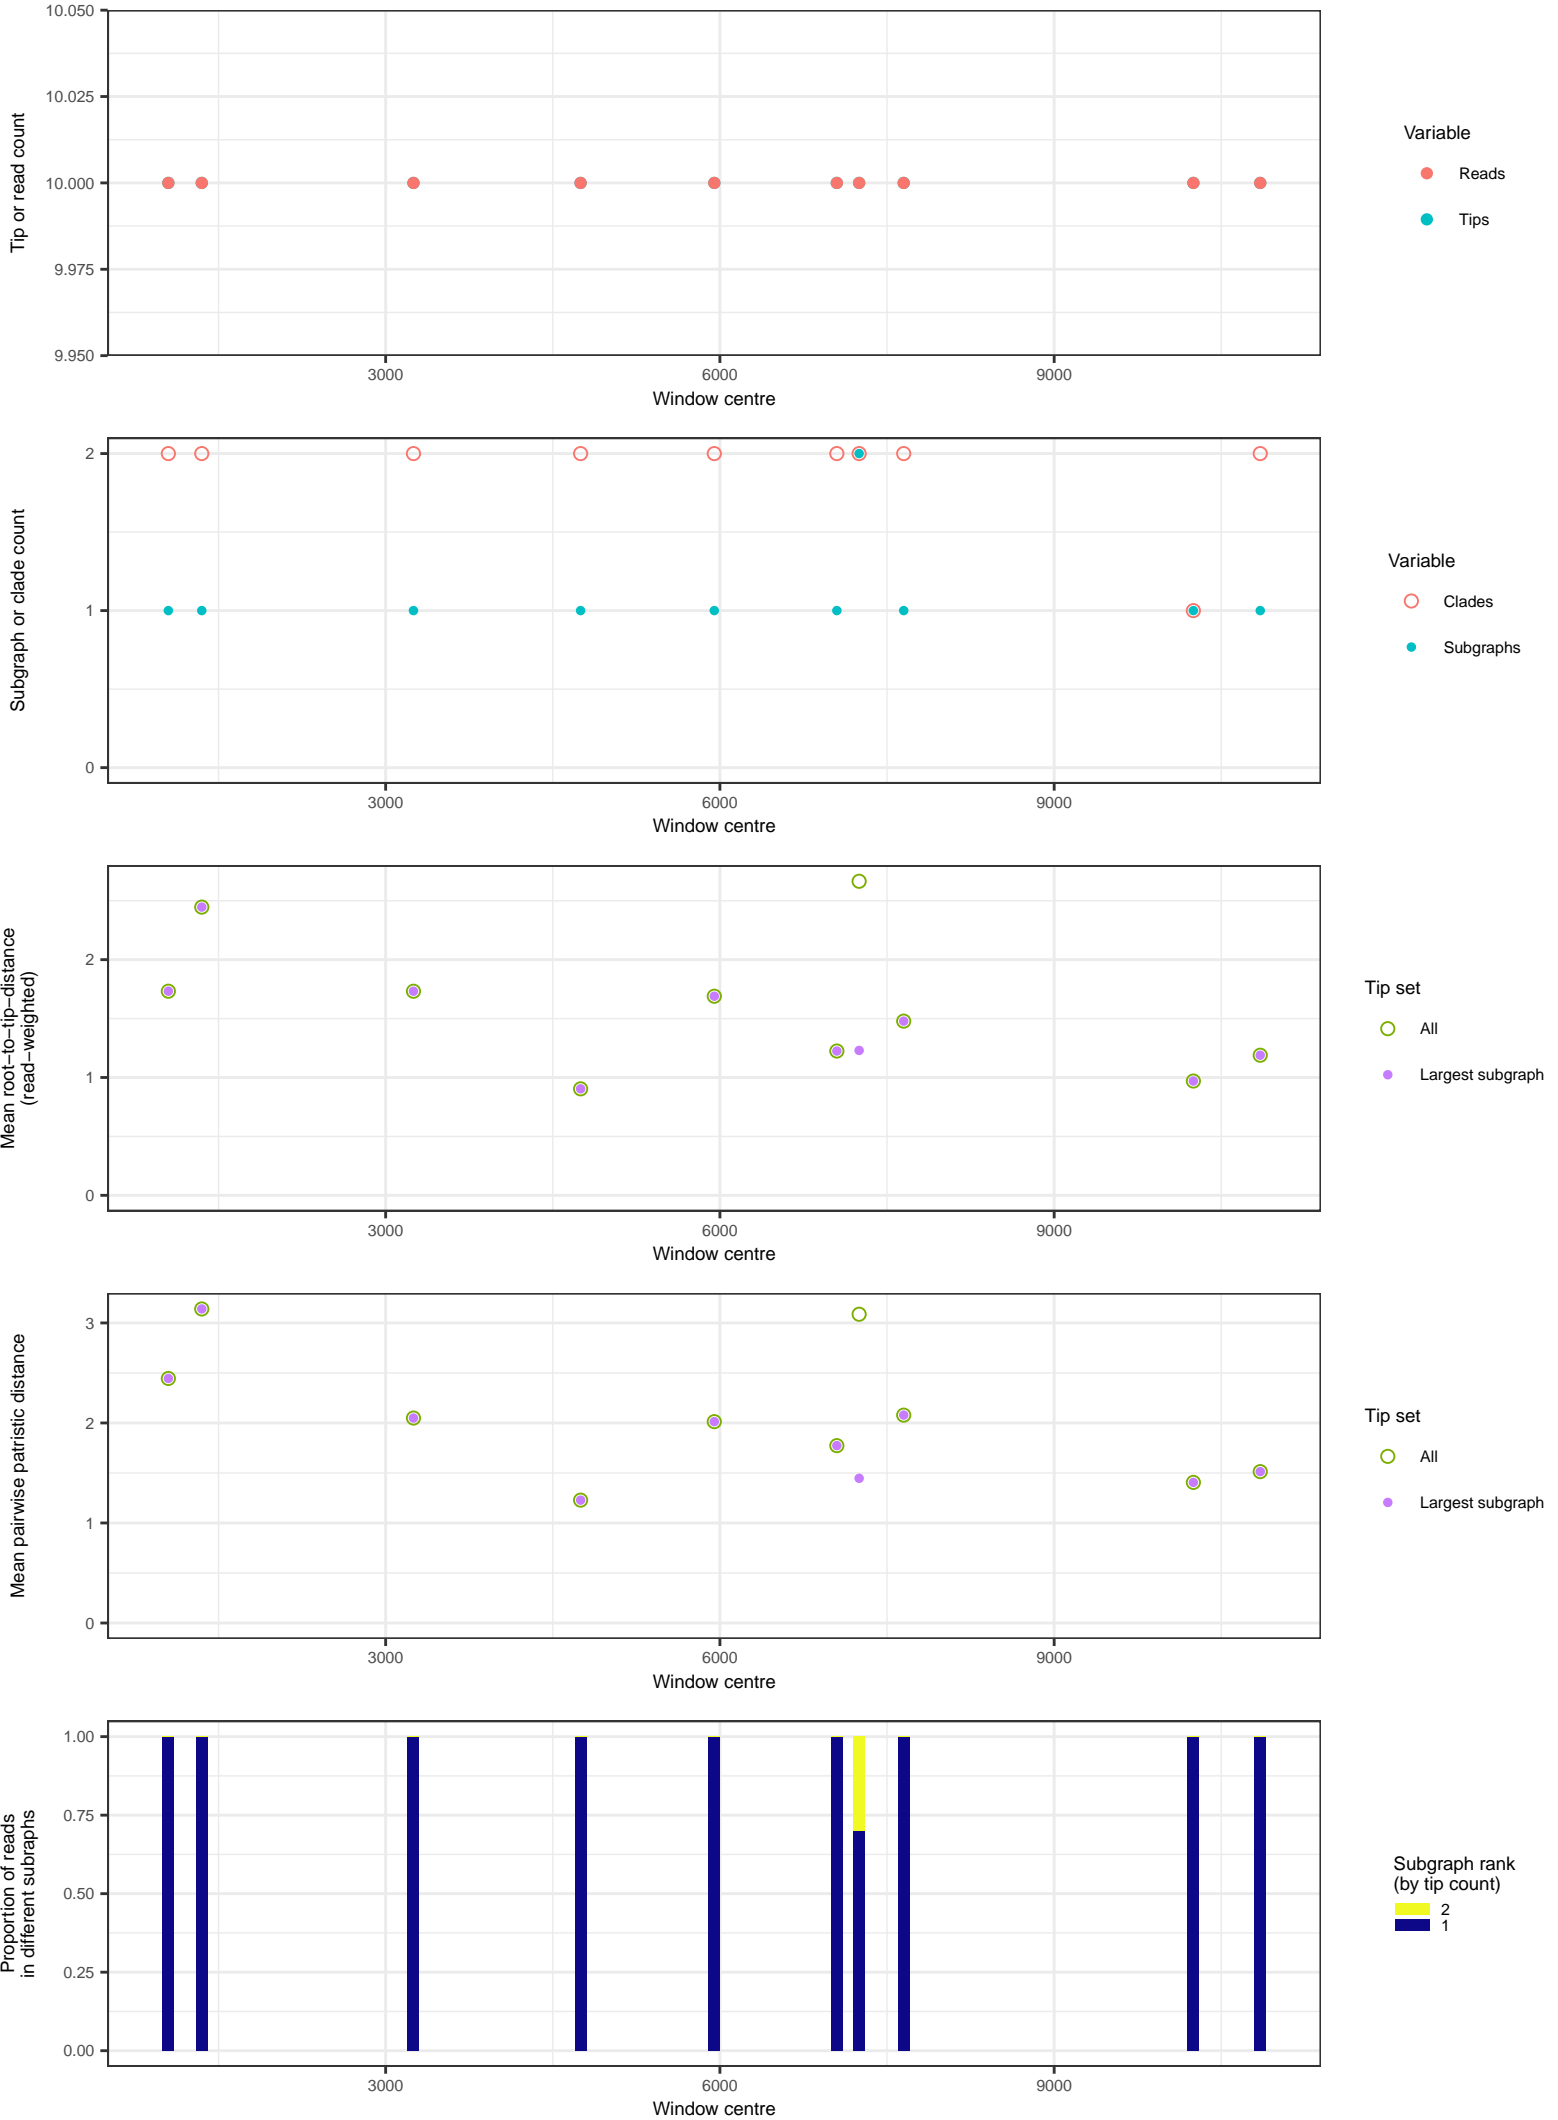 10.050
10.025
10.000
9.975
9.950
Tip or read count
3000 6000 9000
Window centre
Variable
Reads
Tips
2
1
0
Subgraph or clade count
3000 6000 9000
Window centre
Variable
Clades
Subgraphs
2
1
0
Mean root−to−tip−distance
(read−weighted)
3000 6000 9000
Window centre
Tip set
All
Largest subgraph
3
2
1
0
Mean pairwise patristic distance
3000 6000 9000
Window centre
Tip set
All
Largest subgraph
1.00
0.75
0.50
0.25
0.00
Proportion of reads
in different subraphs
3000 6000 9000
Window centre
Subgraph rank
(by tip count)
2
1